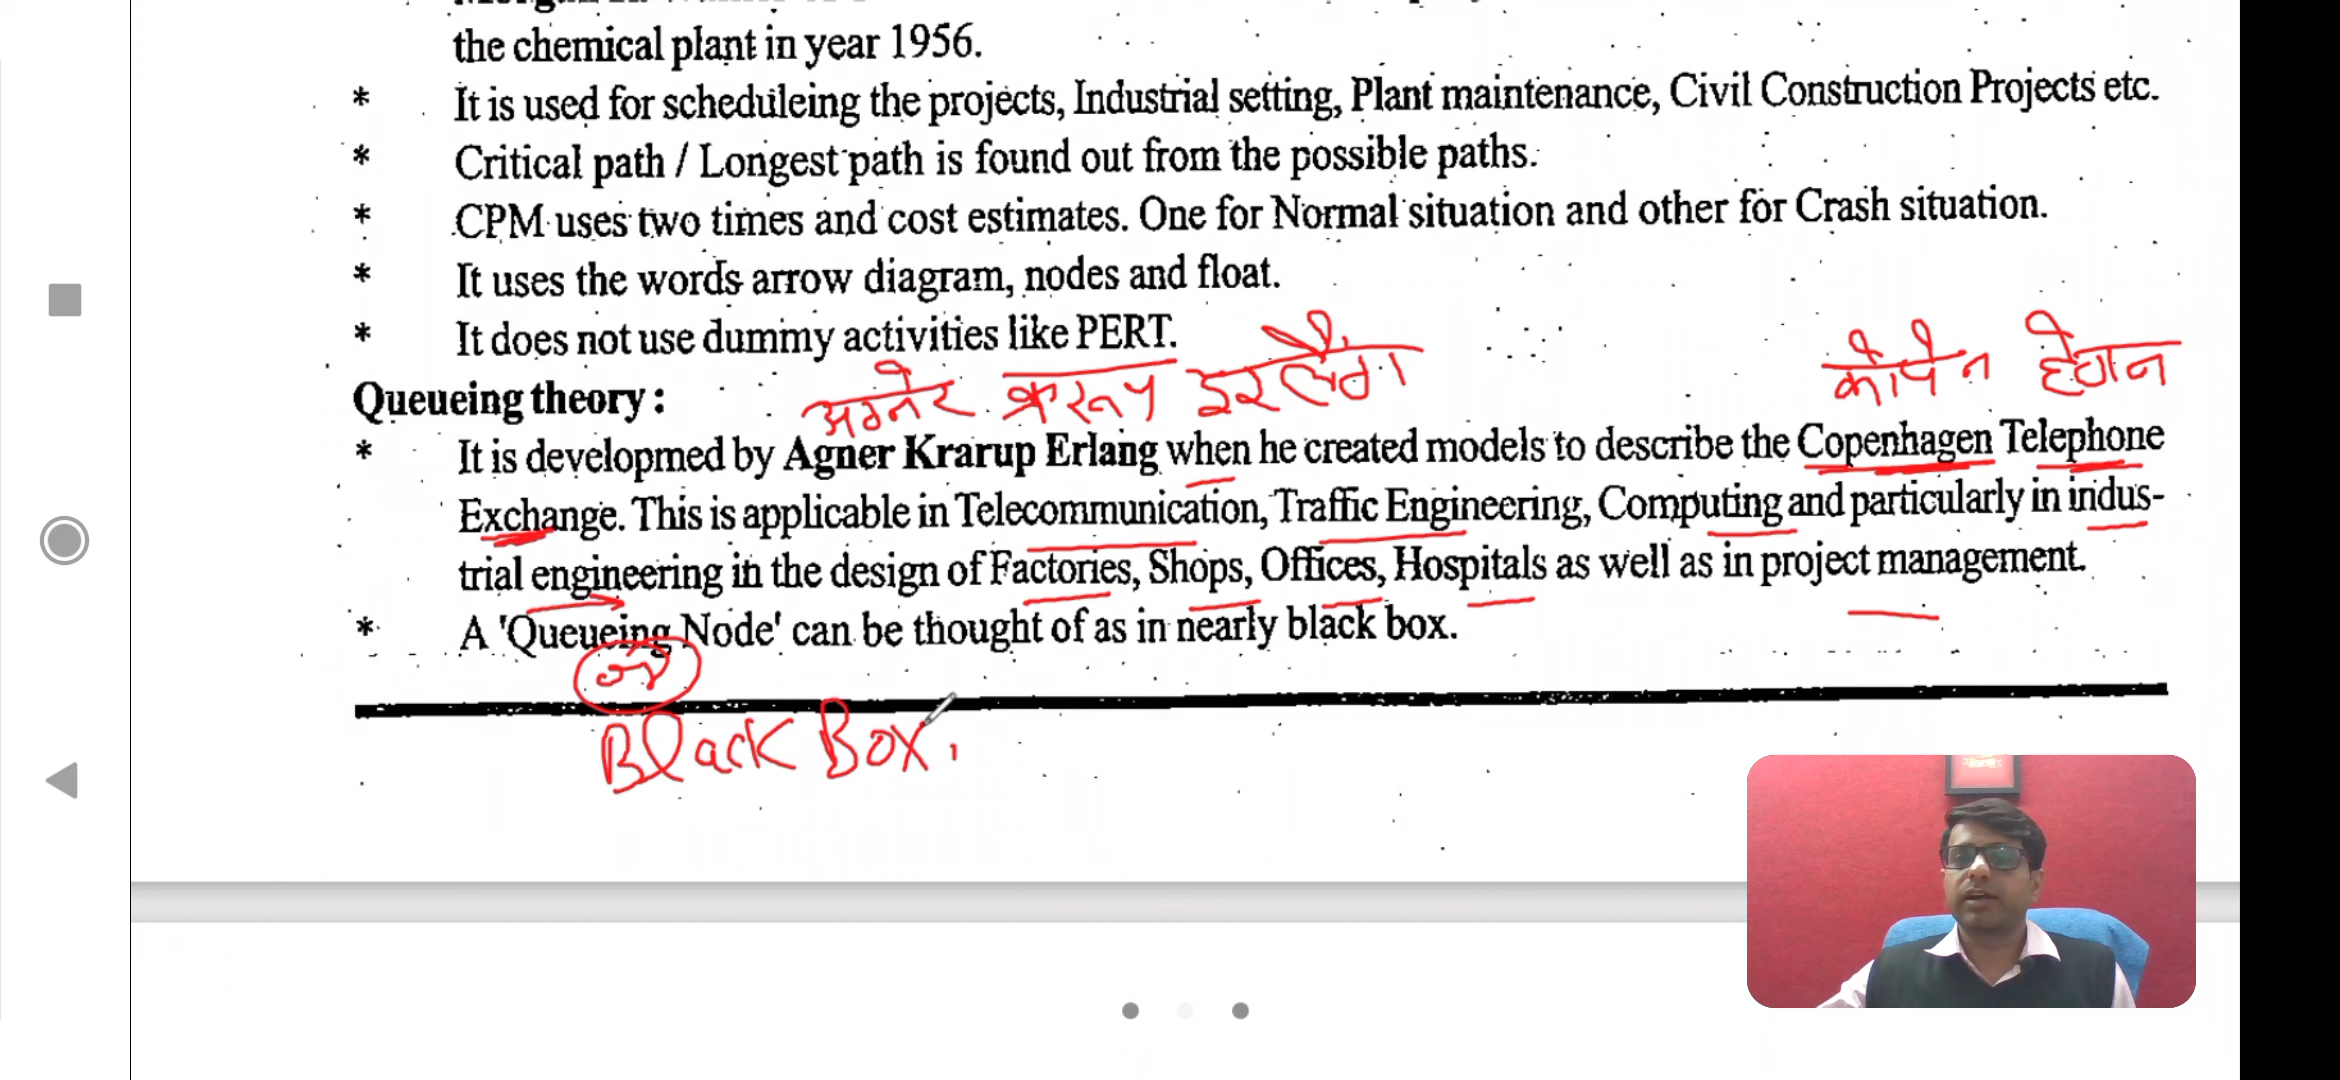 the chemical plant in year 1956.
* It is used for scheduleing the projects, Industrial setting, Plant maintenance, Civil Construction Projects etc.
* Critical path / Longest path is found out from the possible paths.
* CPM uses two times and cost estimates. One for Normal situation and other for Crash situation.
* It uses the words arrow diagram, nodes and float.
* It does not use dummy activities like PERT.
Queueing theory :
अग्नेर क्ररूप इरलैंग कोपेन हेगन
* It is developmed by Agner Krarup Erlang when he created models to describe the Copenhagen Telephone
Exchange. This is applicable in Telecommunication, Traffic Engineering, Computing and particularly in indus-
trial engineering in the design of Factories, Shops, Offices, Hospitals as well as in project management.
* A 'Queueing Node' can be thought of as in nearly black box.
Black Box.